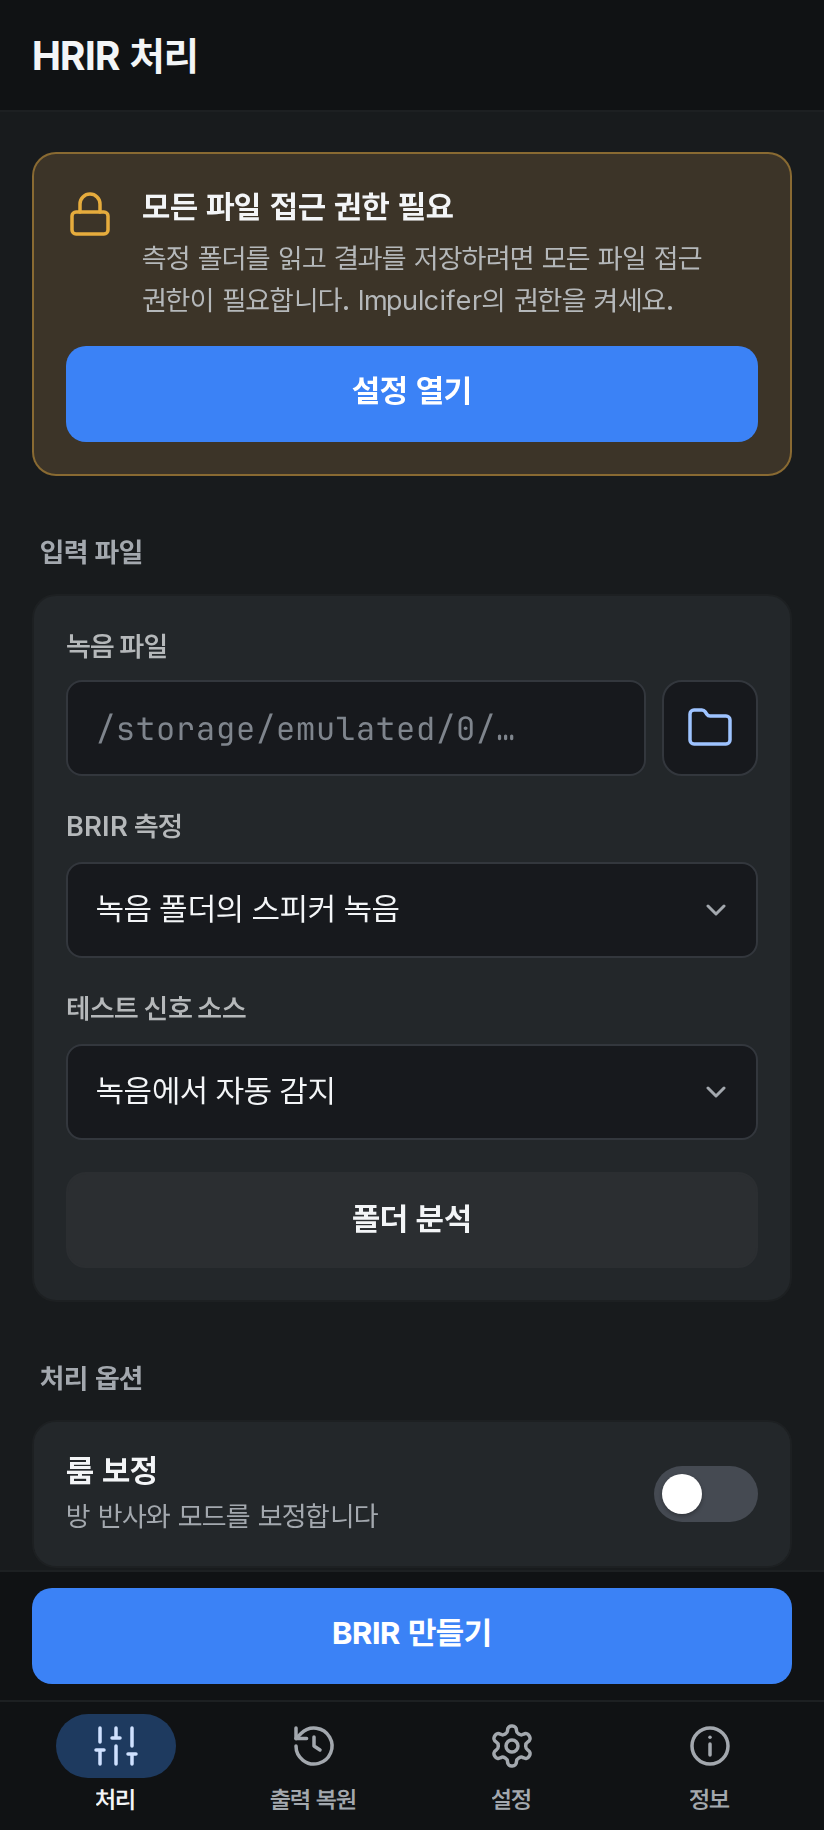 HRIR 처리
모든 파일 접근 권한 필요
측정 폴더를 읽고 결과를 저장하려면 모든 파일 접근
권한이 필요합니다. Impulcifer의 권한을 켜세요.
설정 열기
입력 파일
녹음 파일
/storage/emulated/0/…
BRIR 측정
녹음 폴더의 스피커 녹음
테스트 신호 소스
녹음에서 자동 감지
폴더 분석
처리 옵션
룸 보정
방 반사와 모드를 보정합니다
BRIR 만들기
처리
출력 복원
설정
정보